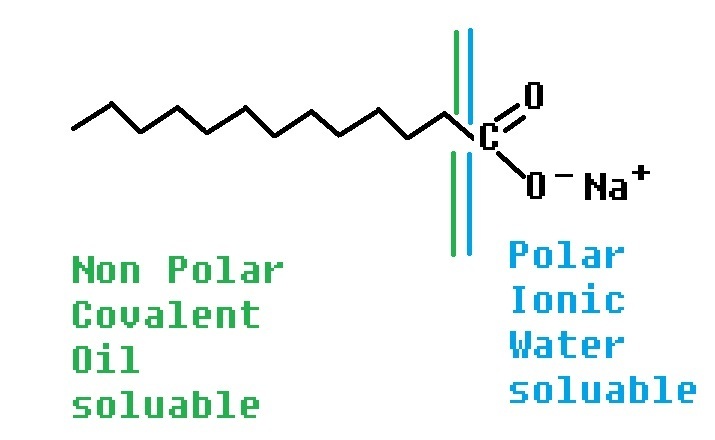 O
C
O⁻ Na⁺
Non Polar
Covalent
Oil
soluable
Polar
Ionic
Water
soluable